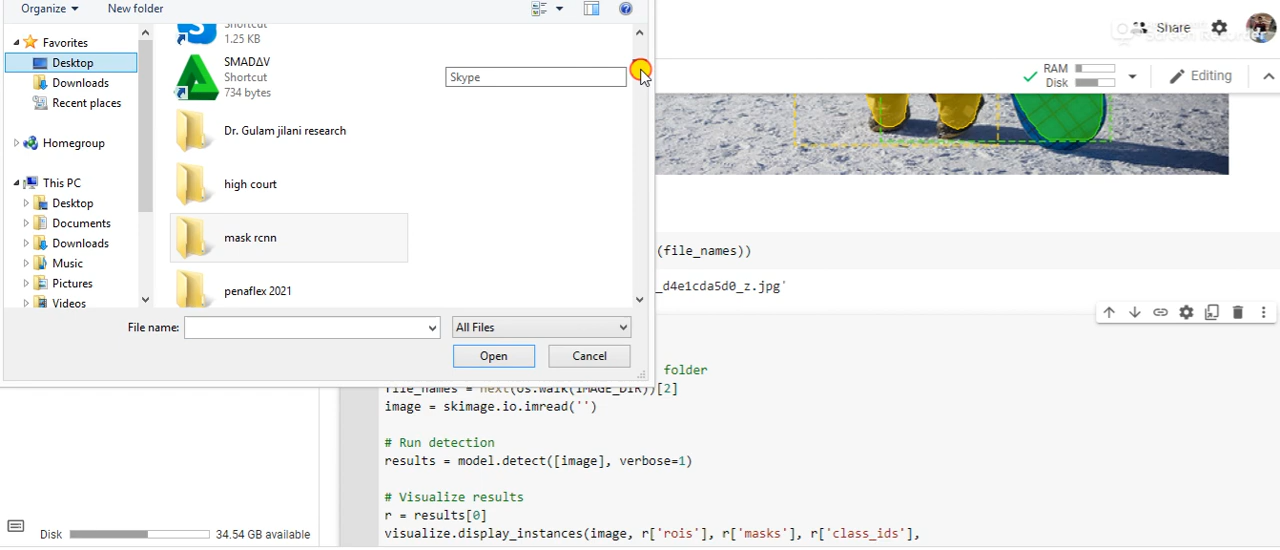 Organize
New folder
Share
Favorites
Desktop
Downloads
Recent places
Homegroup
This PC
Desktop
Documents
Downloads
Music
Pictures
Videos
Shortcut
1.25 KB
SMADΔV
Shortcut
734 bytes
Skype
Dr. Gulam jilani research
high court
mask rcnn
penaflex 2021
File name:
All Files
Open
Cancel
RAM
Disk
Editing
(file_names))
_d4e1cda5d0_z.jpg'
folder
file_names = next(os.walk(IMAGE_DIR))[2]
image = skimage.io.imread('')
# Run detection
results = model.detect([image], verbose=1)
# Visualize results
r = results[0]
visualize.display_instances(image, r['rois'], r['masks'], r['class_ids'],
Disk
34.54 GB available